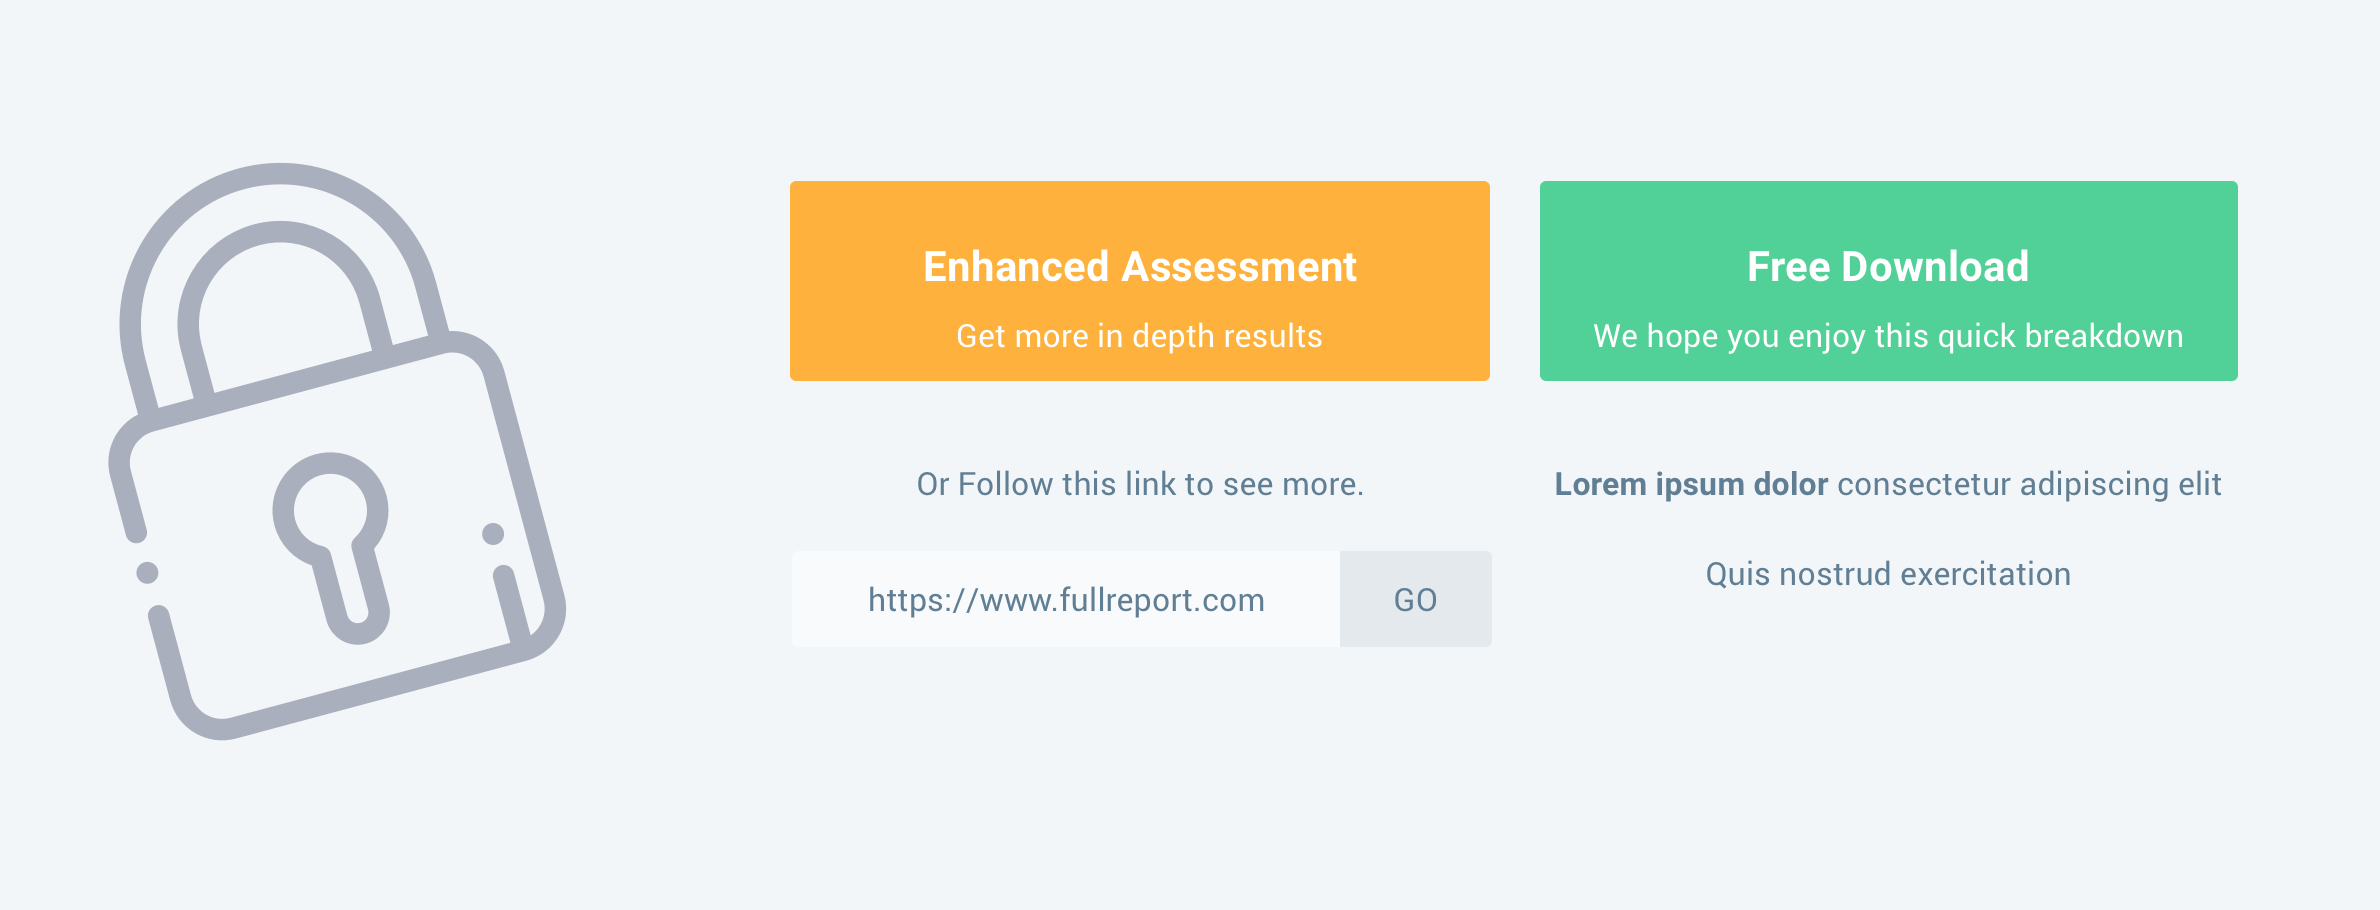 Enhanced Assessment
Get more in depth results
Or Follow this link to see more.
https://www.fullreport.com
GO
Free Download
We hope you enjoy this quick breakdown
Lorem ipsum dolor consectetur adipiscing elit
Quis nostrud exercitation